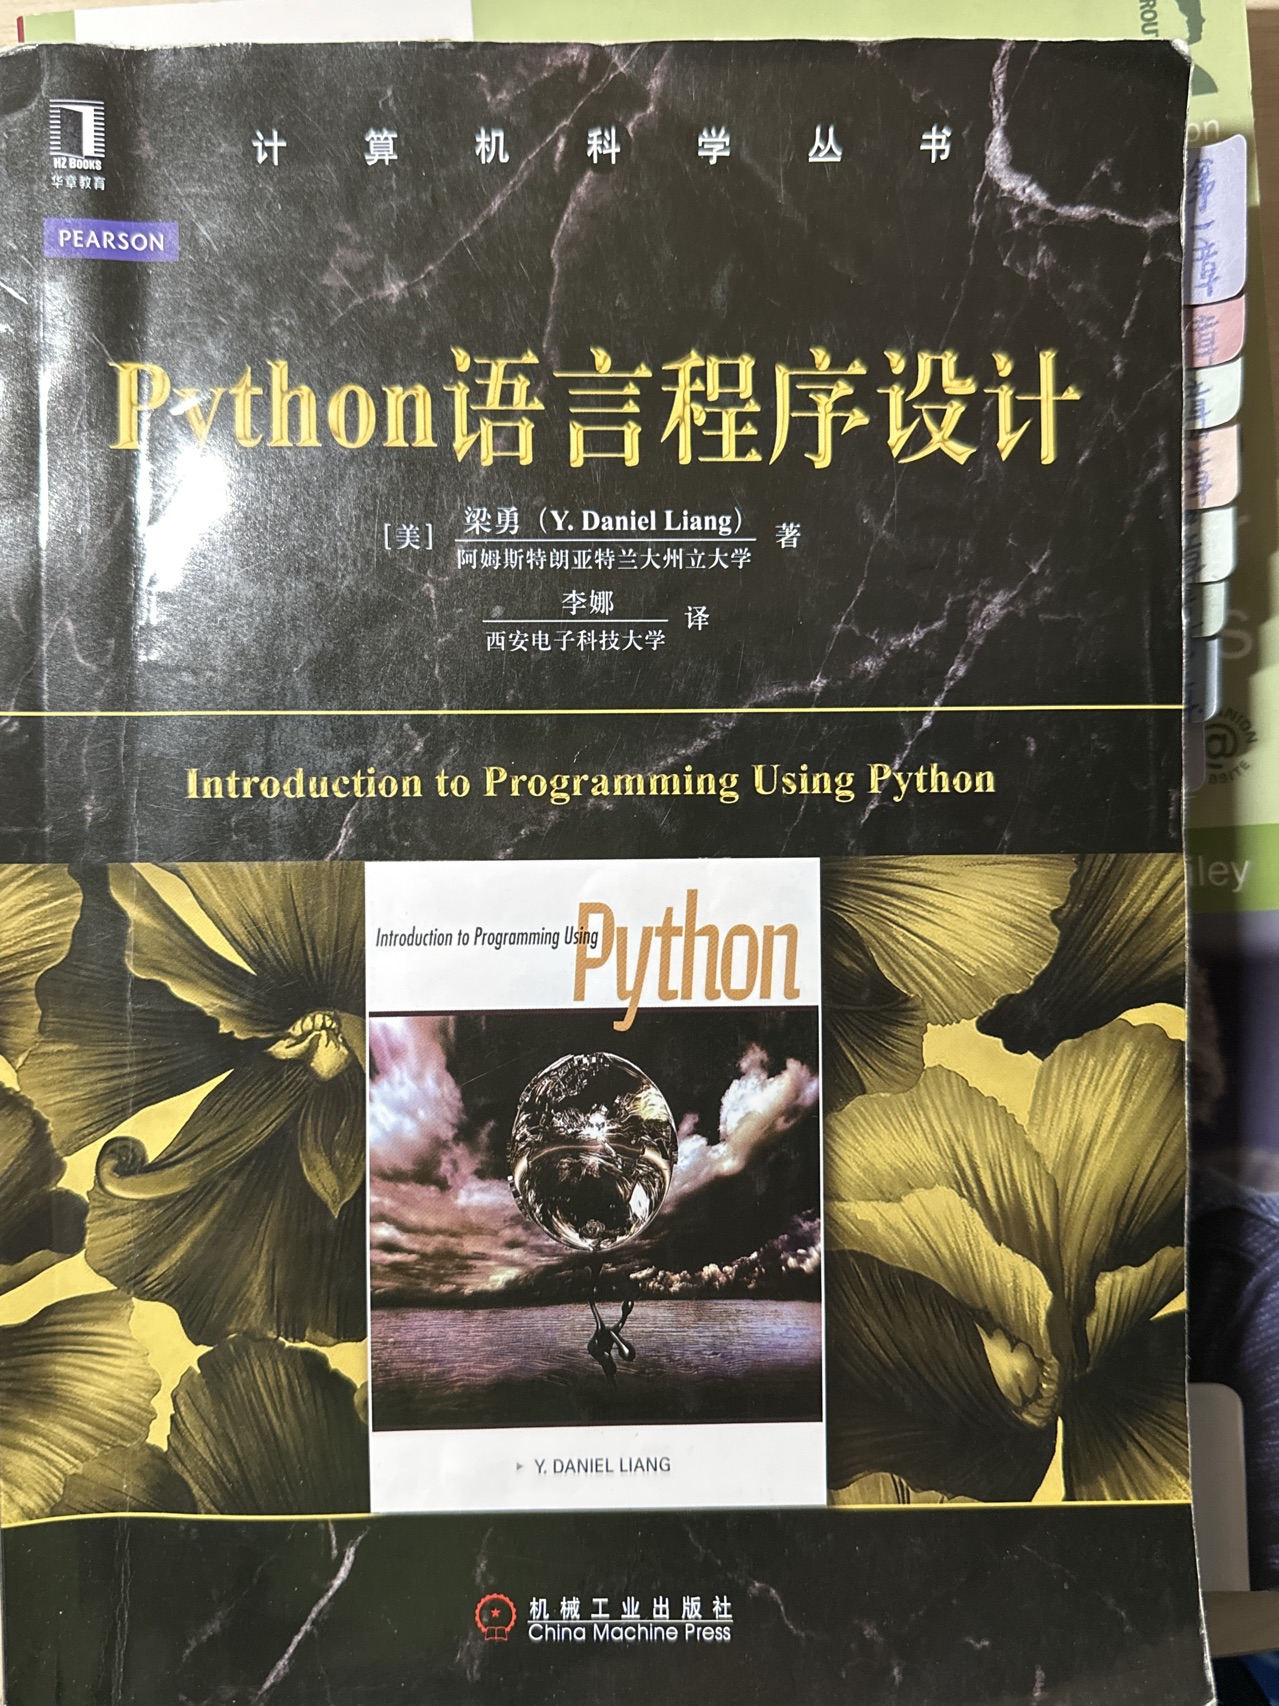 计算机科学丛书
HZ BOOKS
华章教育
PEARSON
Python语言程序设计
[美] 梁勇（Y. Daniel Liang） 著
阿姆斯特朗亚特兰大州立大学
李娜 译
西安电子科技大学
Introduction to Programming Using Python
Introduction to Programming Using Python
Y. DANIEL LIANG
机械工业出版社
China Machine Press